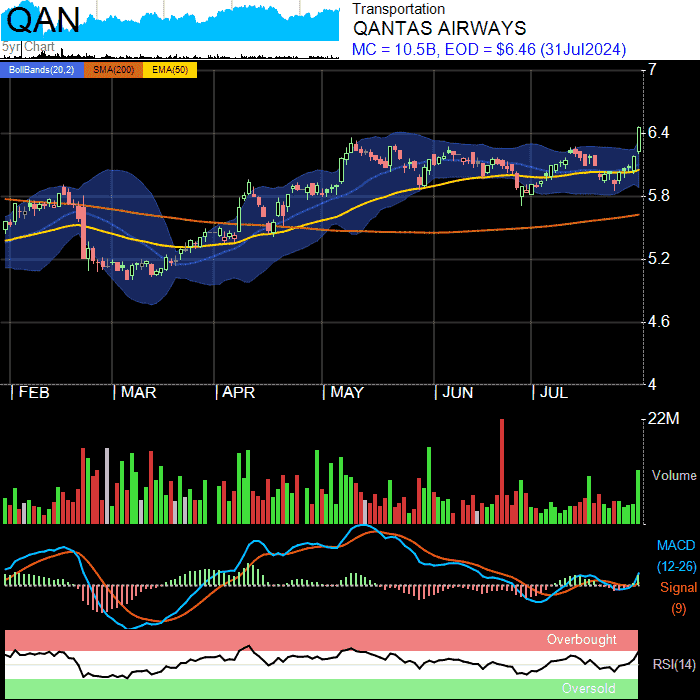 QAN
5yr Chart
Transportation
QANTAS AIRWAYS
MC = 10.5B, EOD = $6.46 (31Jul2024)
BollBands(20,2) SMA(200) EMA(50)
7
6.4
5.8
5.2
4.6
4
FEB MAR APR MAY JUN JUL
22M
Volume
MACD
(12-26)
Signal
(9)
Overbought
RSI(14)
Oversold